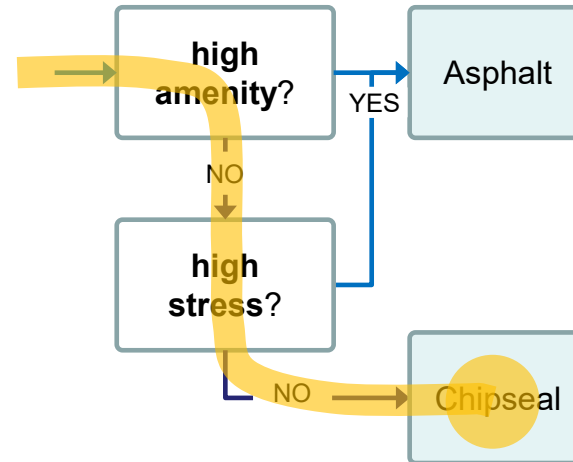 high
amenity?
Asphalt
YES
NO
high
stress?
NO
Chipseal